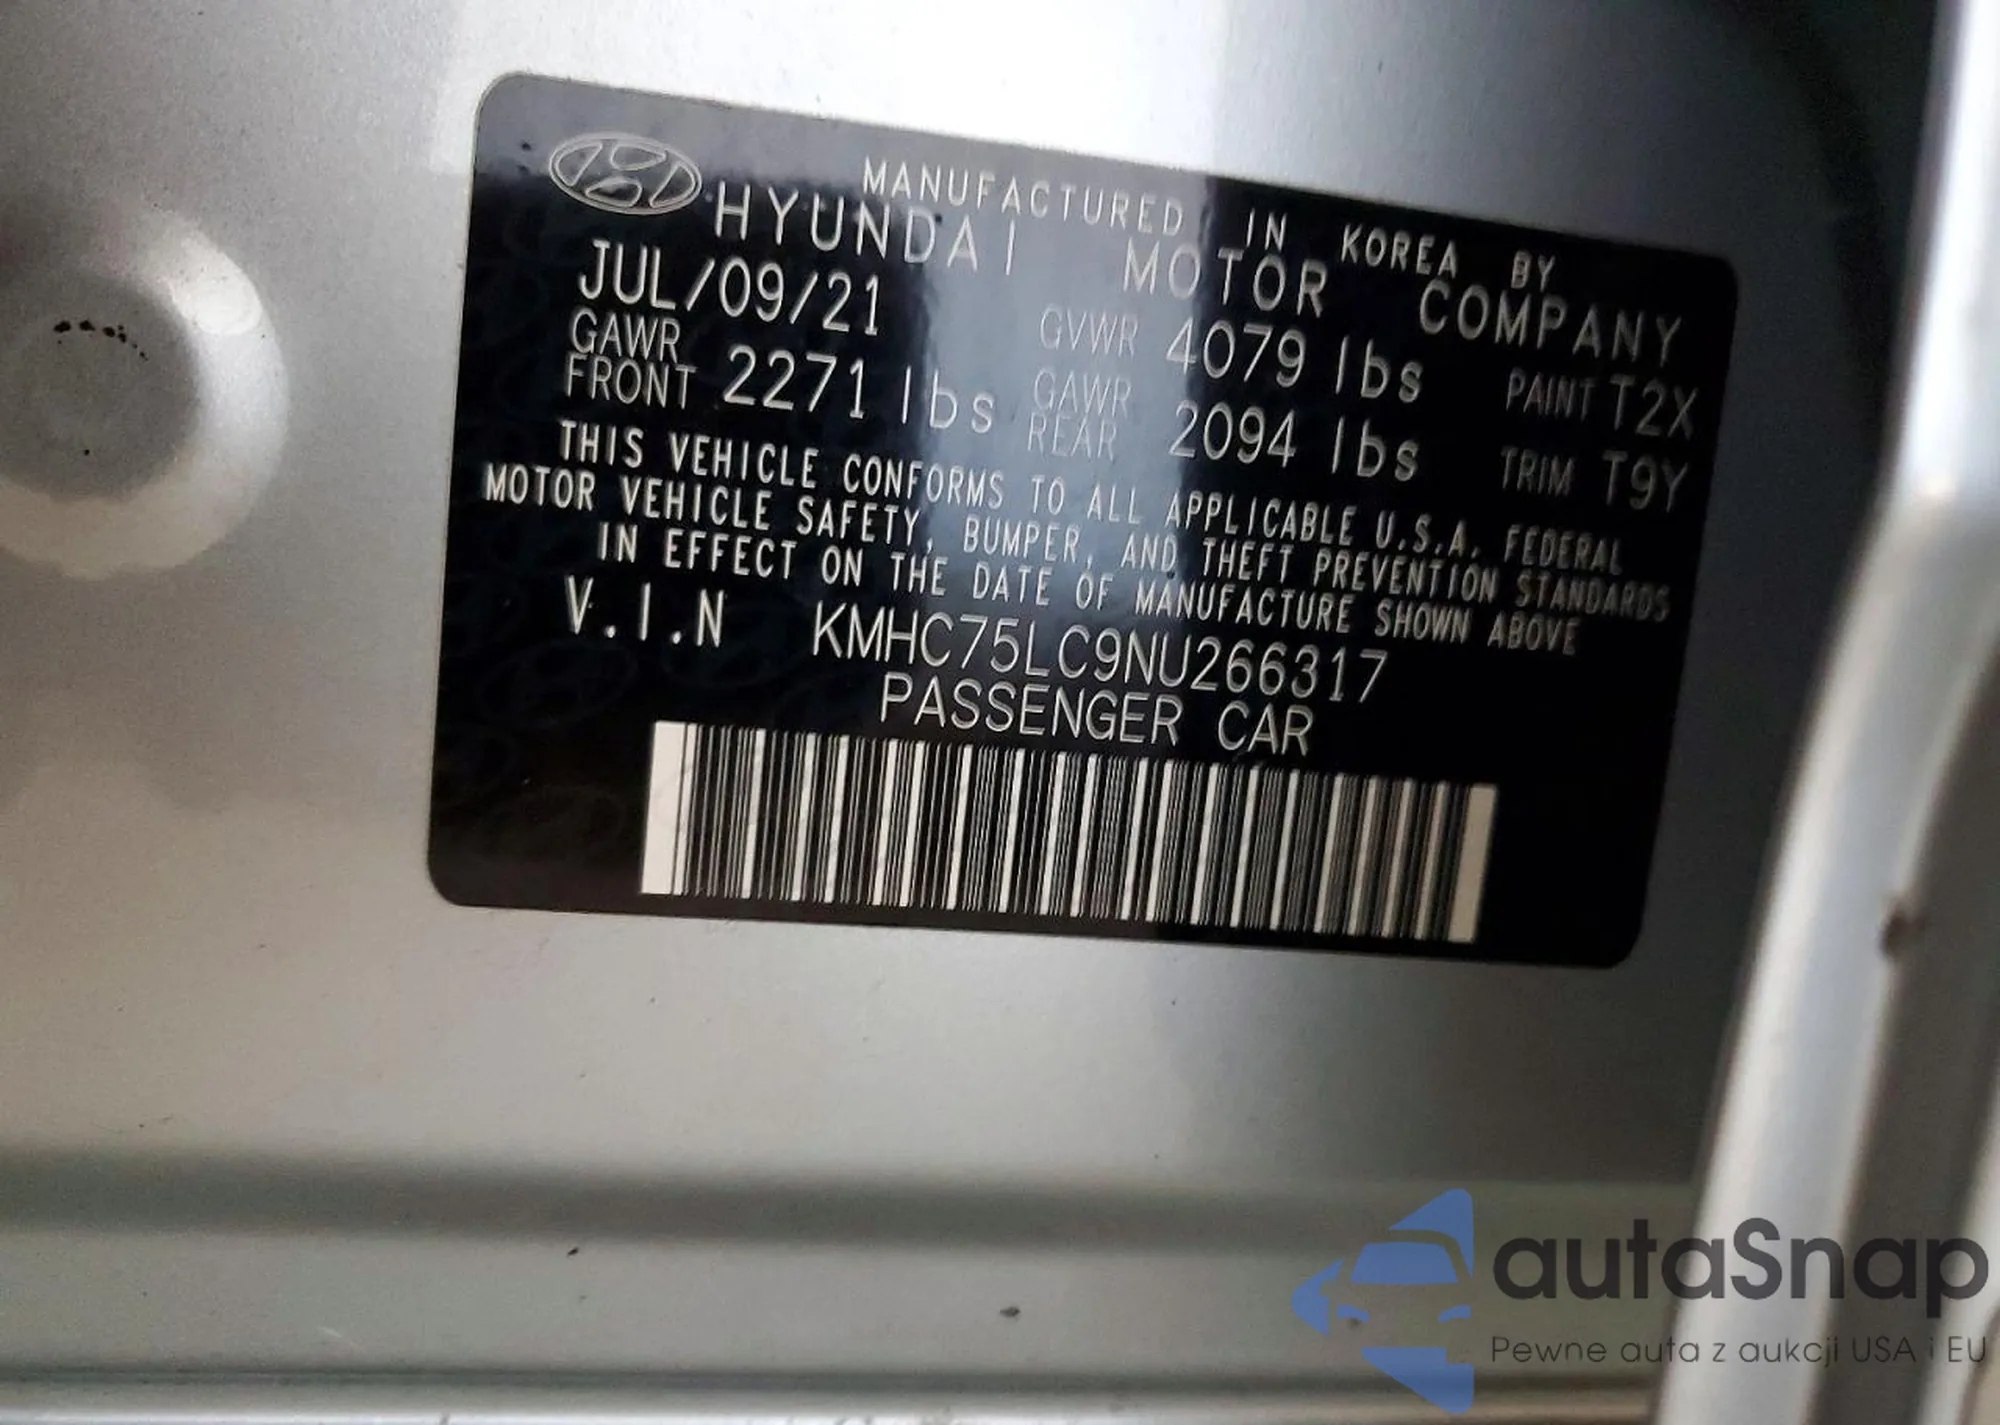 MANUFACTURED IN KOREA BY
HYUNDAI MOTOR COMPANY
JUL/09/21 GVWR 4079 lbs PAINT T2X
GAWR FRONT 2271 lbs GAWR REAR 2094 lbs TRIM T9Y
THIS VEHICLE CONFORMS TO ALL APPLICABLE U.S.A. FEDERAL
MOTOR VEHICLE SAFETY, BUMPER, AND THEFT PREVENTION STANDARDS
IN EFFECT ON THE DATE OF MANUFACTURE SHOWN ABOVE
V.I.N KMHC75LC9NU266317
PASSENGER CAR
autaSnap
Pewne auta z aukcji USA i EU